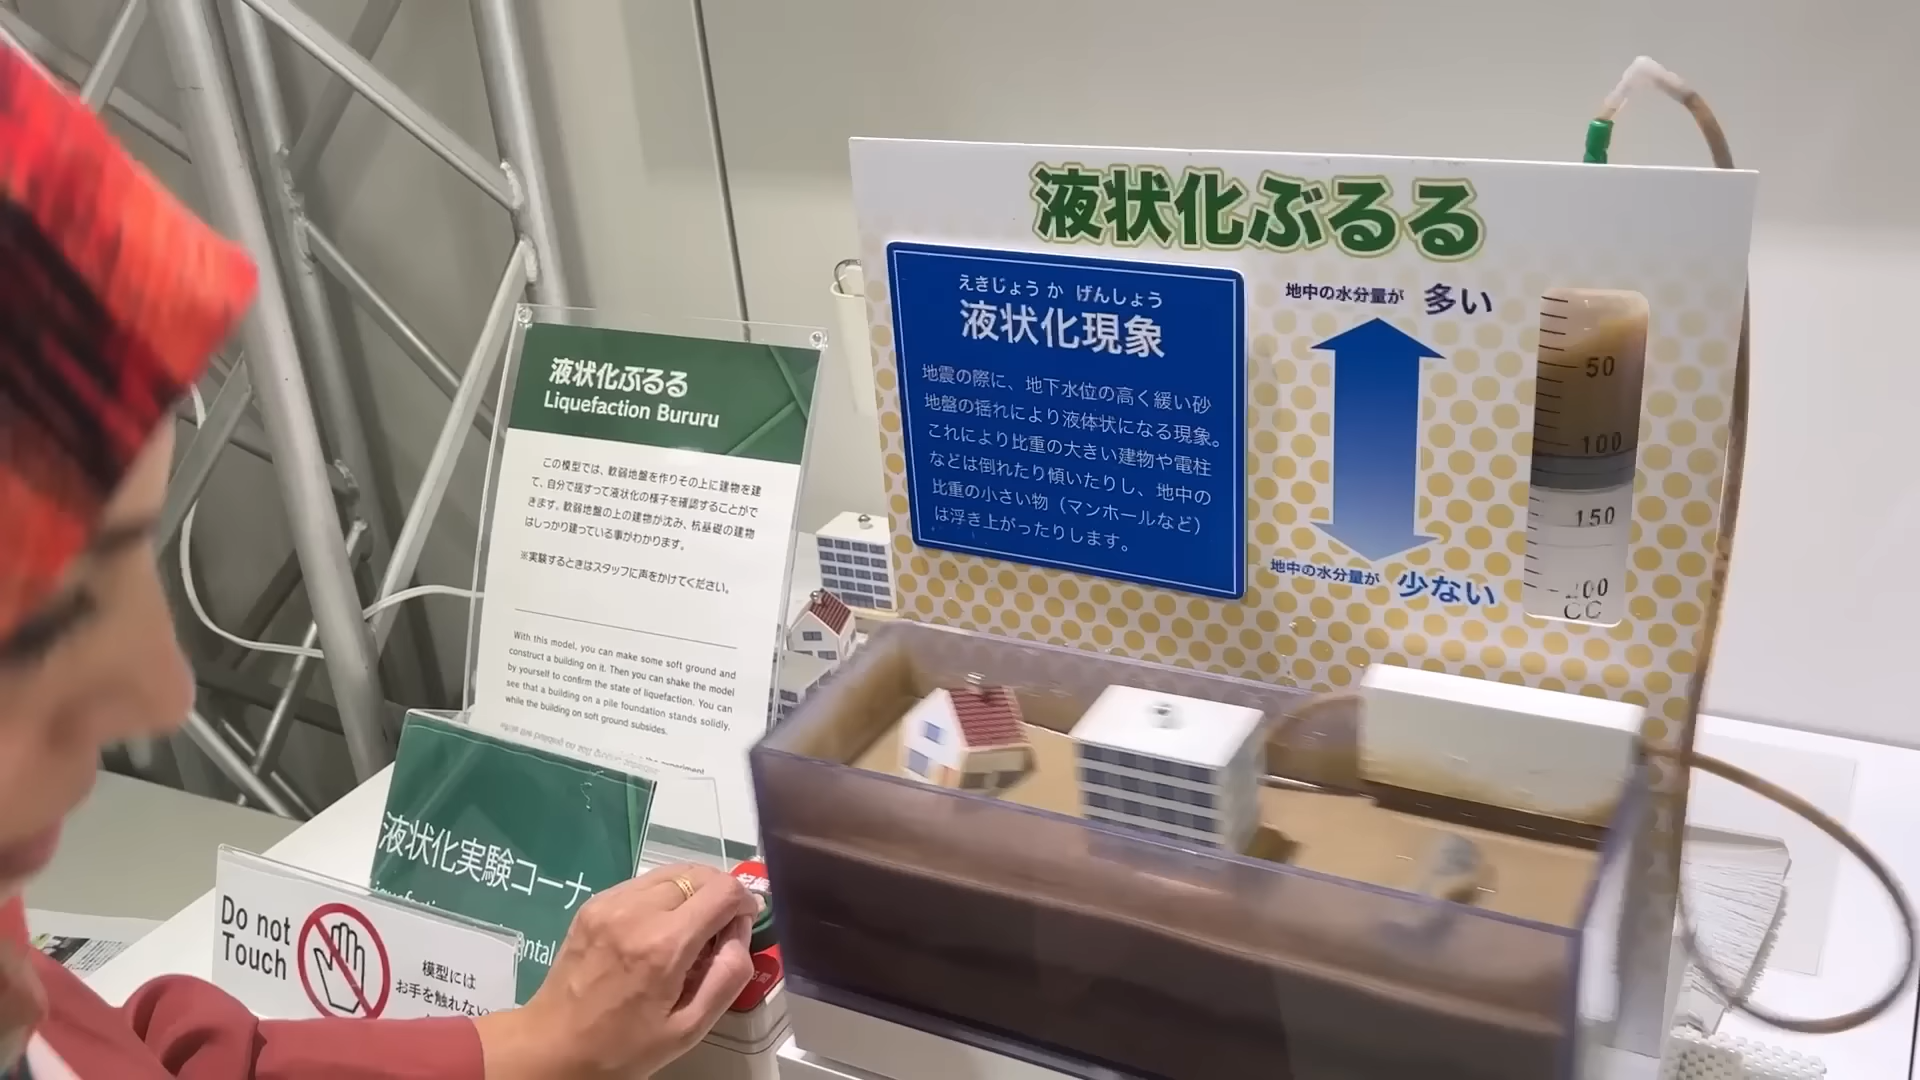 液状化ぶるる
えきじょうか げんしょう
液状化現象
地震の際に、地下水位の高く緩い砂
地盤の揺れにより液体状になる現象。
これにより比重の大きい建物や電柱
などは倒れたり傾いたりし、地中の
比重の小さい物（マンホールなど）
は浮き上がったりします。
地中の水分量が 多い
地中の水分量が 少ない
50
100
150
CC
液状化ぶるる
Liquefaction Bururu
この模型では、軟弱地盤を作りその上に建物を建
て、自分で揺すって液状化の様子を確認することがで
きます。軟弱地盤の上の建物が沈み、杭基礎の建物
はしっかり建っている事がわかります。
※実験するときはスタッフに声をかけてください。
With this model, you can make some soft ground and
construct a building on it. Then you can shake the model
by yourself to confirm the state of liquefaction. You can
see that a building on a pile foundation stands solidly,
while the building on soft ground subsides.
液状化実験コーナ
Do not
Touch
模型には
お手を触れない